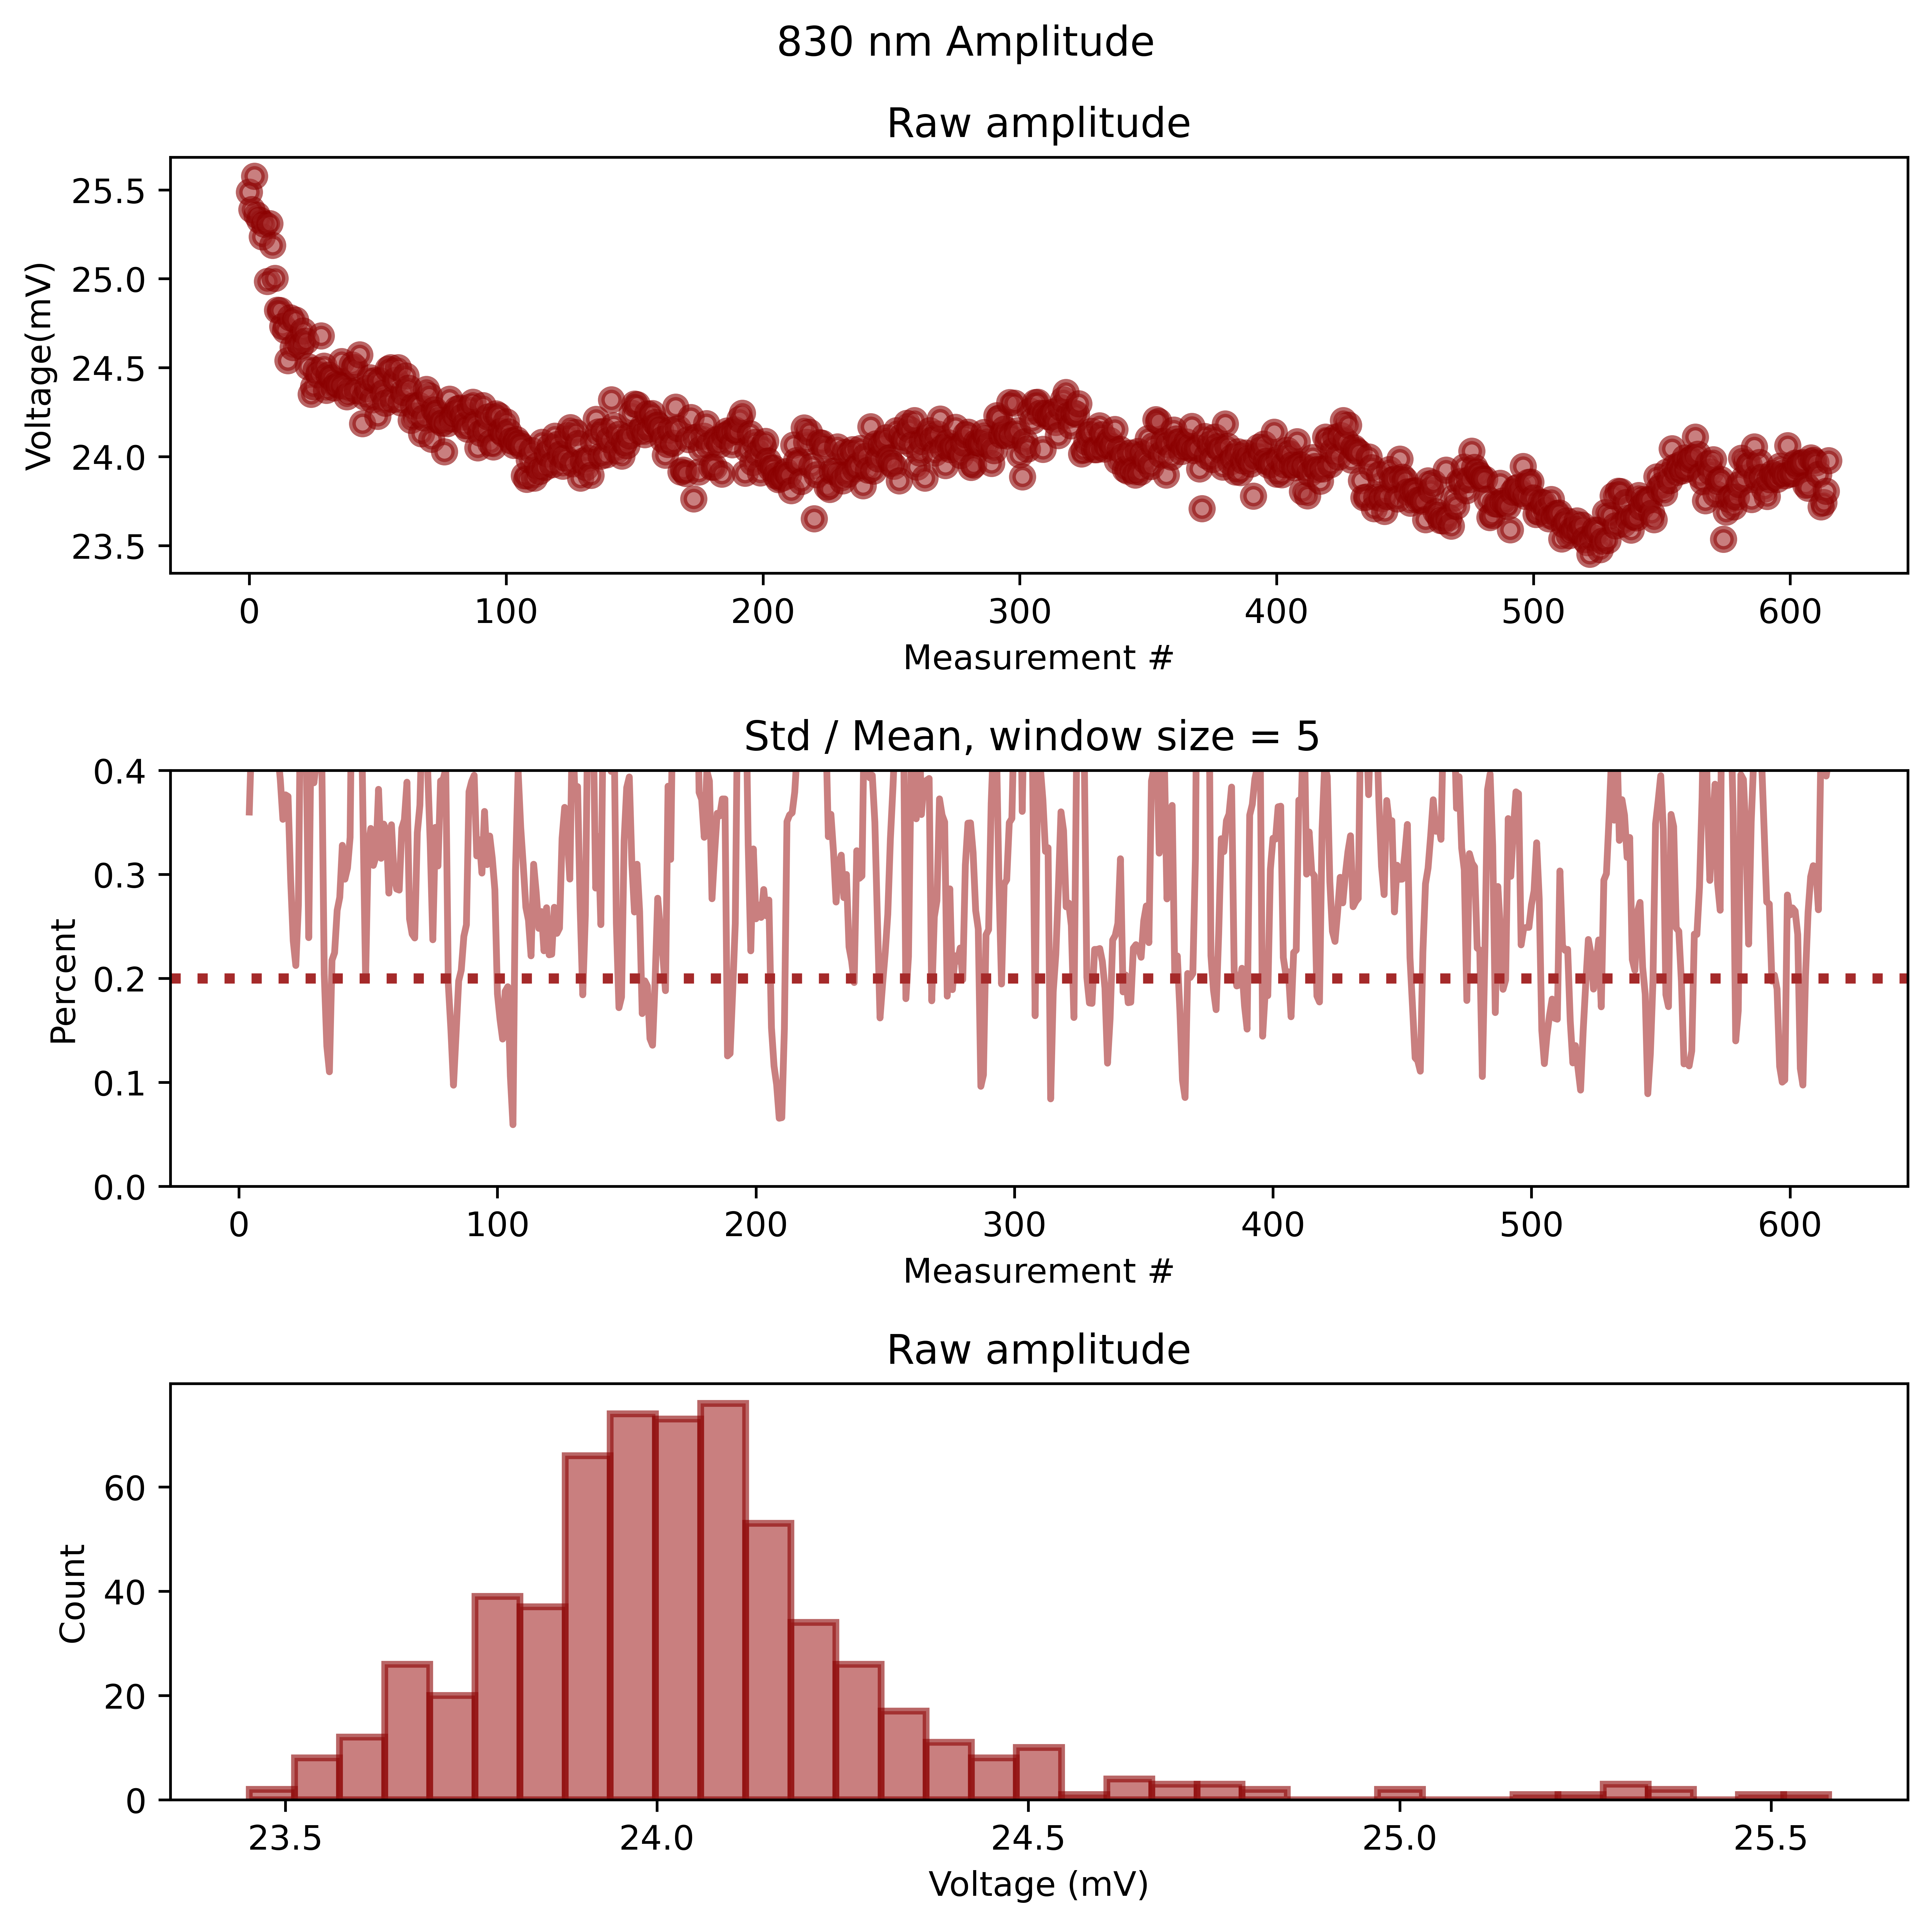 830 nm Amplitude
Raw amplitude
Voltage(mV)
25.5
25.0
24.5
24.0
23.5
0 100 200 300 400 500 600
Measurement #
Std / Mean, window size = 5
Percent
0.4
0.3
0.2
0.1
0.0
0 100 200 300 400 500 600
Measurement #
Raw amplitude
Count
60
40
20
0
23.5 24.0 24.5 25.0 25.5
Voltage (mV)